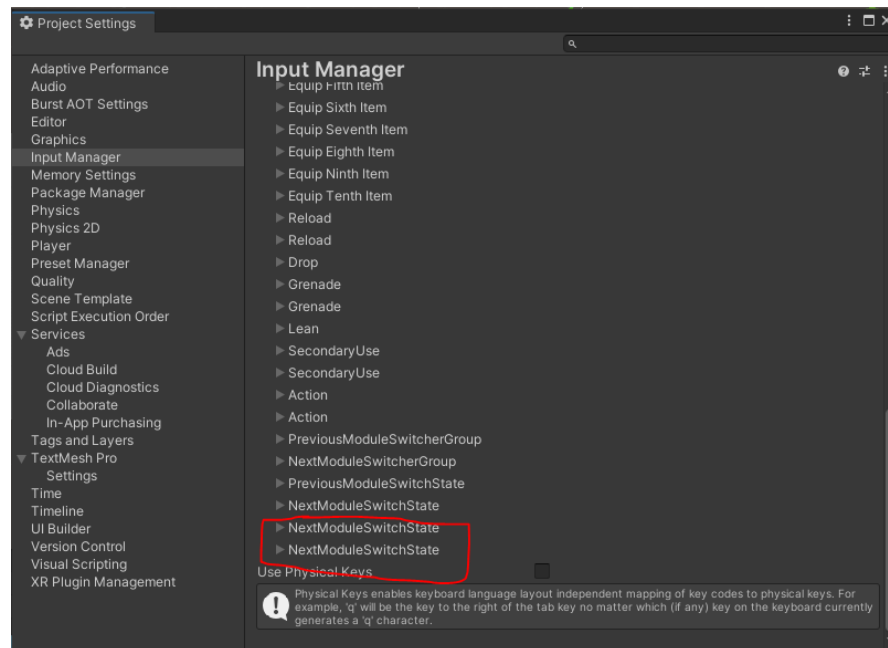 Project Settings
Adaptive Performance
Audio
Burst AOT Settings
Editor
Graphics
Input Manager
Memory Settings
Package Manager
Physics
Physics 2D
Player
Preset Manager
Quality
Scene Template
Script Execution Order
Services
Ads
Cloud Build
Cloud Diagnostics
Collaborate
In-App Purchasing
Tags and Layers
TextMesh Pro
Settings
Time
Timeline
UI Builder
Version Control
Visual Scripting
XR Plugin Management
Input Manager
Equip Fifth Item
Equip Sixth Item
Equip Seventh Item
Equip Eighth Item
Equip Ninth Item
Equip Tenth Item
Reload
Reload
Drop
Grenade
Grenade
Lean
SecondaryUse
SecondaryUse
Action
Action
PreviousModuleSwitcherGroup
NextModuleSwitcherGroup
PreviousModuleSwitchState
NextModuleSwitchState
NextModuleSwitchState
NextModuleSwitchState
Use Physical Keys
Physical Keys enables keyboard language layout independent mapping of key codes to physical keys. For
example, 'q' will be the key to the right of the tab key no matter which (if any) key on the keyboard currently
generates a 'q' character.